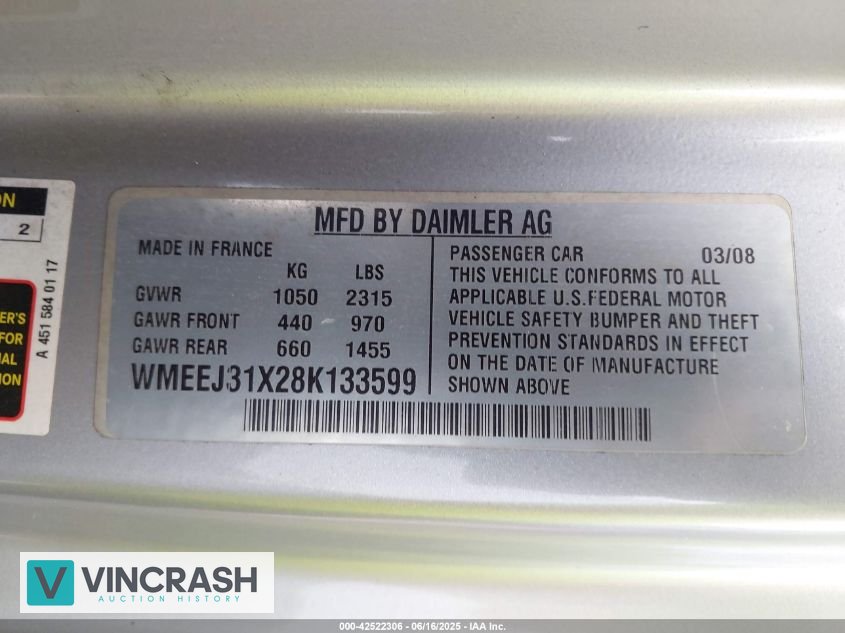 ON
2
A 451 584 01 17
ER'S
FOR
AL
TION
MFD BY DAIMLER AG
MADE IN FRANCE
KG LBS
GVWR 1050 2315
GAWR FRONT 440 970
GAWR REAR 660 1455
WMEEJ31X28K133599
PASSENGER CAR 03/08
THIS VEHICLE CONFORMS TO ALL
APPLICABLE U.S.FEDERAL MOTOR
VEHICLE SAFETY BUMPER AND THEFT
PREVENTION STANDARDS IN EFFECT
ON THE DATE OF MANUFACTURE
SHOWN ABOVE
V VINCRASH
AUCTION HISTORY
000-42522306 - 06/16/2025 - IAA Inc.